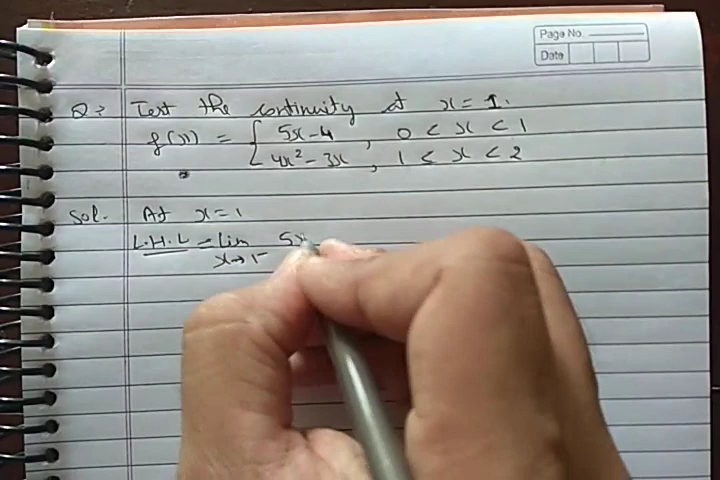 Page No.
Date
Q: Test the continuity at x = 1.
f(x) = { 5x-4 , 0 < x < 1
4x² - 3x , 1 < x < 2
Sol. At x = 1
L.H.L = lim 5x
x → 1⁻